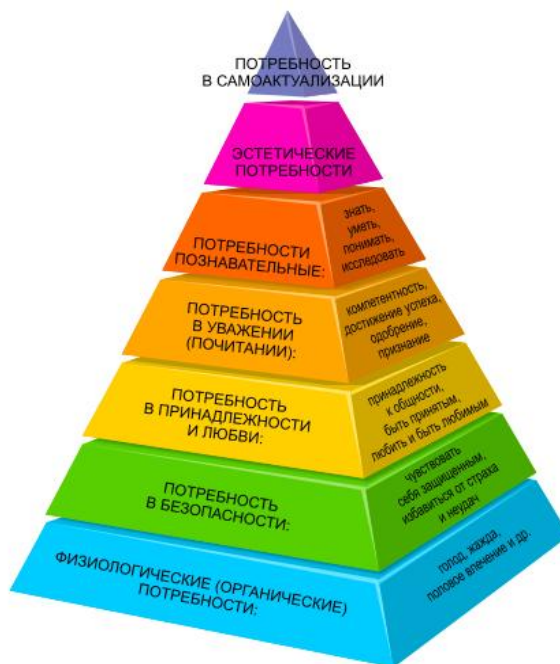 ПОТРЕБНОСТЬ
В САМОАКТУАЛИЗАЦИИ
ЭСТЕТИЧЕСКИЕ
ПОТРЕБНОСТИ
ПОТРЕБНОСТИ
ПОЗНАВАТЕЛЬНЫЕ:
знать,
уметь,
понимать,
исследовать
ПОТРЕБНОСТЬ
В УВАЖЕНИИ
(ПОЧИТАНИИ):
компетентность,
достижение успеха,
одобрение,
признание
ПОТРЕБНОСТЬ
В ПРИНАДЛЕЖНОСТИ
И ЛЮБВИ:
принадлежность
к общности,
быть принятым,
любить и быть любимым
ПОТРЕБНОСТЬ
В БЕЗОПАСНОСТИ:
чувствовать
себя защищенным,
избавиться от страха
и неудач
ФИЗИОЛОГИЧЕСКИЕ (ОРГАНИЧЕСКИЕ)
ПОТРЕБНОСТИ:
голод, жажда,
половое влечение и др.